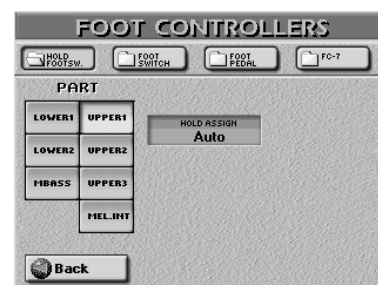 FOOT CONTROLLERS
HOLD FOOTSW.
FOOT SWITCH
FOOT PEDAL
FC-7
PART
LOWER1 UPPER1
HOLD ASSIGN
Auto
LOWER2 UPPER2
MBASS UPPER3
MEL.INT
Back